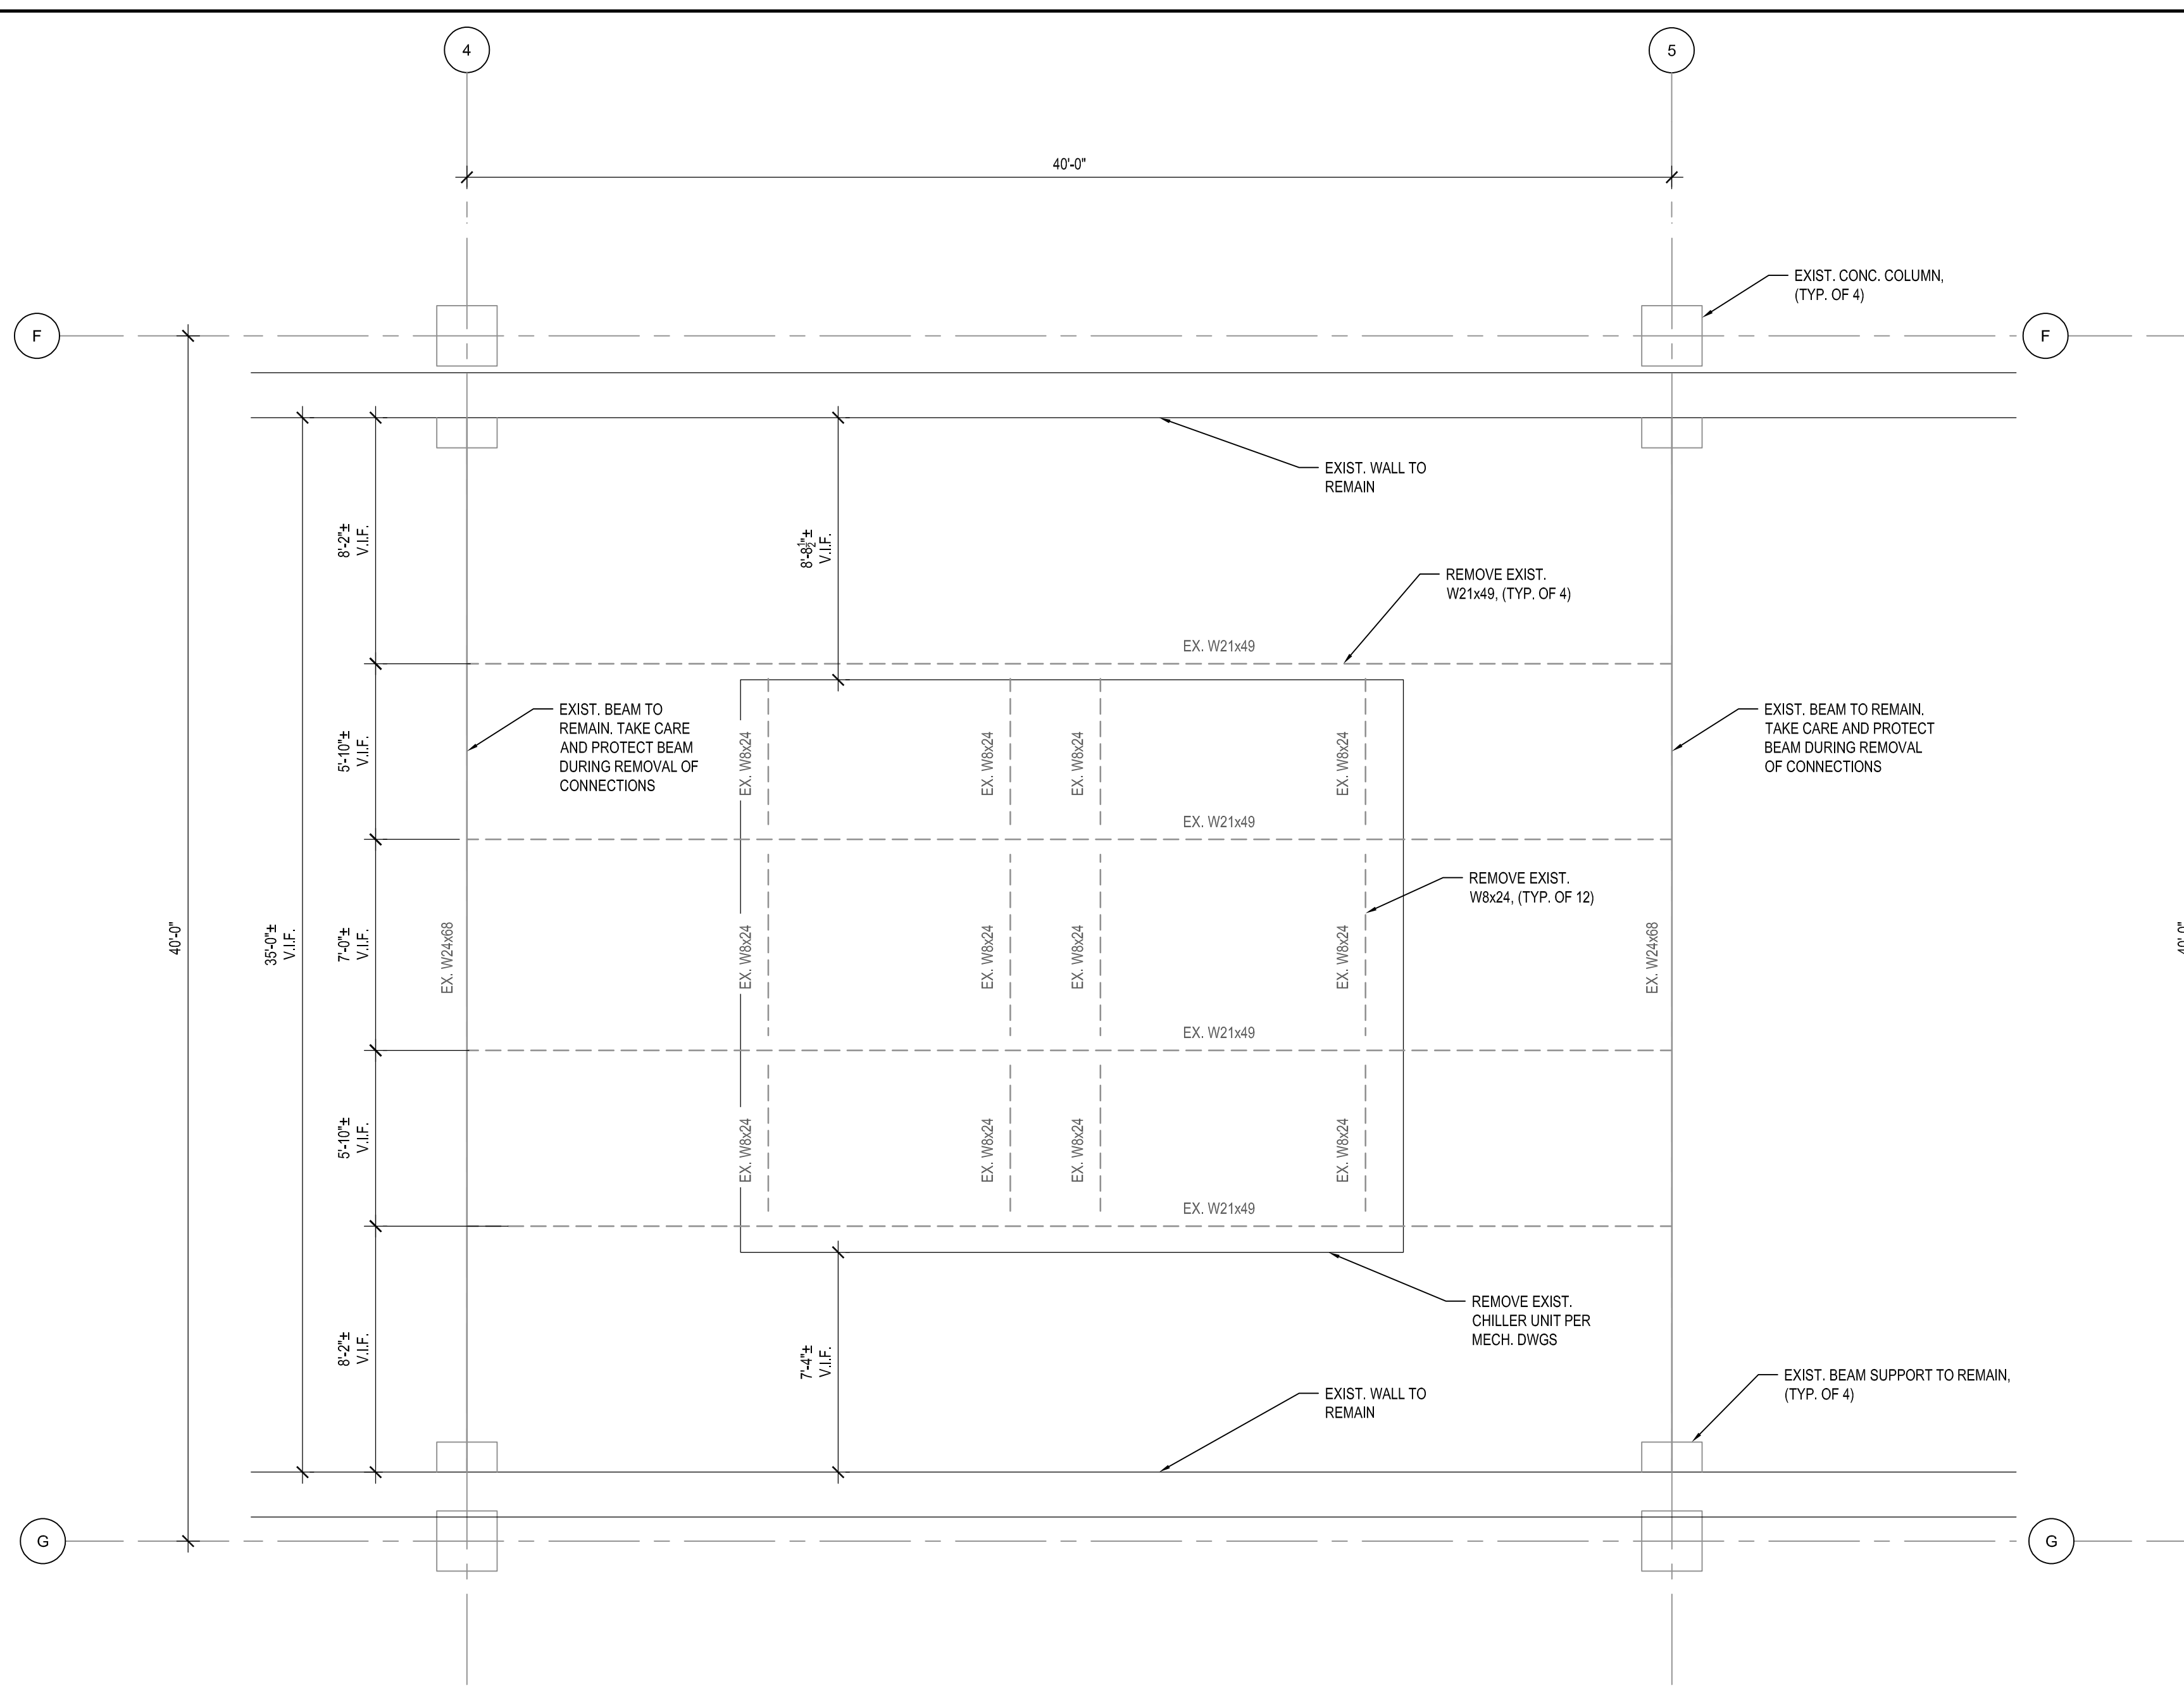 4
5
40'-0"
EXIST. CONC. COLUMN,
(TYP. OF 4)
F
F
EXIST. WALL TO
REMAIN
8'-2"±
V.I.F.
8'-8½"±
V.I.F.
REMOVE EXIST.
W21x49, (TYP. OF 4)
EX. W21x49
EXIST. BEAM TO
REMAIN. TAKE CARE
AND PROTECT BEAM
DURING REMOVAL OF
CONNECTIONS
EXIST. BEAM TO REMAIN.
TAKE CARE AND PROTECT
BEAM DURING REMOVAL
OF CONNECTIONS
5'-10"±
V.I.F.
EX. W8x24
EX. W8x24
EX. W8x24
EX. W8x24
EX. W21x49
REMOVE EXIST.
W8x24, (TYP. OF 12)
40'-0"
35'-0"±
V.I.F.
7'-0"±
V.I.F.
EX. W24x68
EX. W8x24
EX. W8x24
EX. W8x24
EX. W8x24
EX. W24x68
40'-0"
EX. W21x49
5'-10"±
V.I.F.
EX. W8x24
EX. W8x24
EX. W8x24
EX. W8x24
EX. W21x49
REMOVE EXIST.
CHILLER UNIT PER
MECH. DWGS
8'-2"±
V.I.F.
7'-4"±
V.I.F.
EXIST. WALL TO
REMAIN
EXIST. BEAM SUPPORT TO REMAIN,
(TYP. OF 4)
G
G